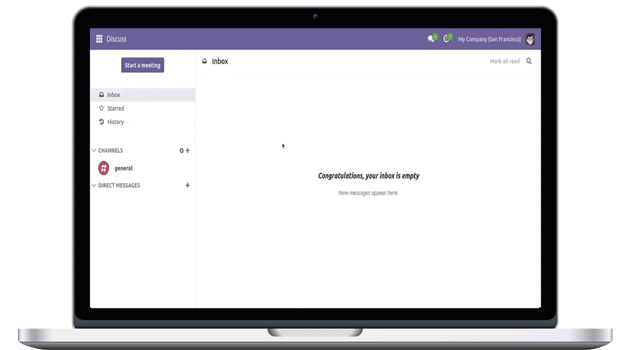 Discuss
My Company (San Francisco)
Start a meeting
Inbox
Mark all read
Inbox
Starred
History
CHANNELS
general
DIRECT MESSAGES
Congratulations, your inbox is empty
New messages appear here.